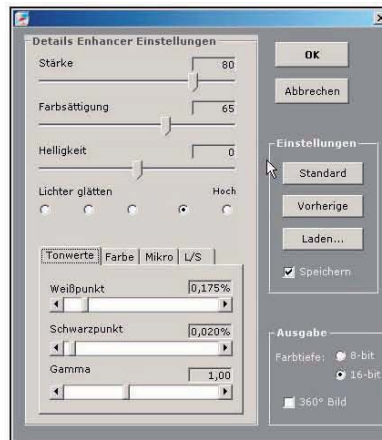 Details Enhancer Einstellungen
Stärke 80
Farbsättigung 65
Helligkeit 0
Lichter glätten Hoch
Tonwerte Farbe Mikro L/S
Weißpunkt 0,175%
Schwarzpunkt 0,020%
Gamma 1,00
OK
Abbrechen
Einstellungen
Standard
Vorherige
Laden...
Speichern
Ausgabe
Farbtiefe: 8-bit
16-bit
360° Bild